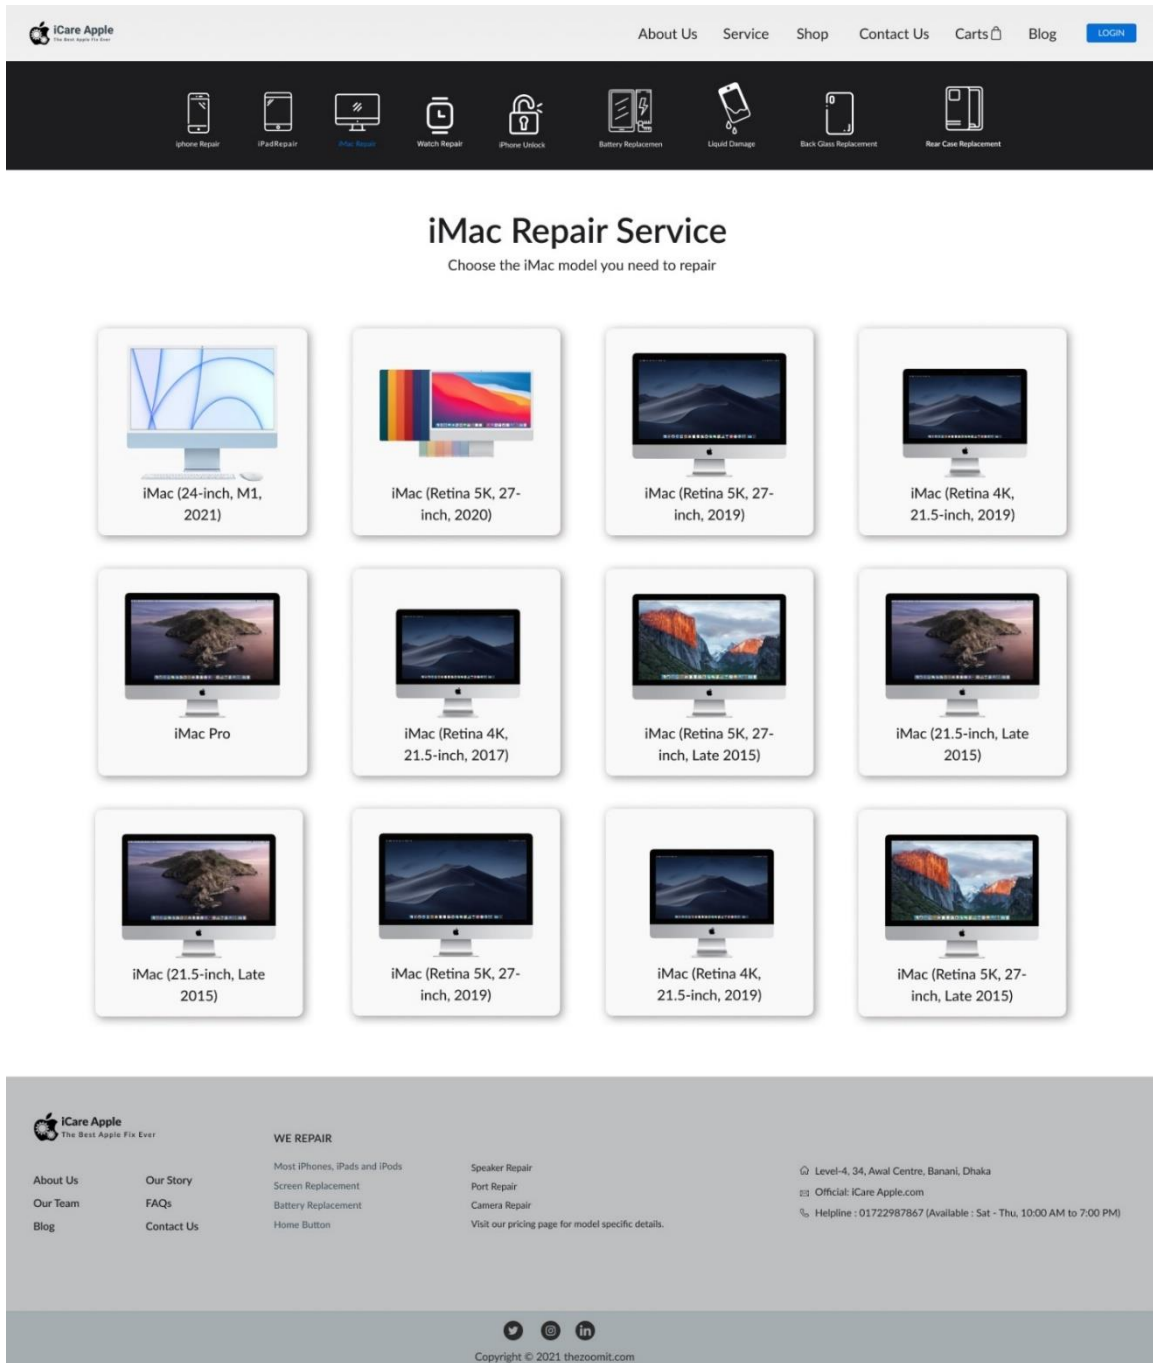 iCare Apple
The Best Apple Fix Ever
About Us
Service
Shop
Contact Us
Carts
Blog
LOGIN
iphone Repair
iPadRepair
iMac Repair
Watch Repair
iPhone Unlock
Battery Replacemen
Liquid Damage
Back Glass Replacement
Rear Case Replacement
iMac Repair Service
Choose the iMac model you need to repair
iMac (24-inch, M1,
2021)
iMac (Retina 5K, 27-
inch, 2020)
iMac (Retina 5K, 27-
inch, 2019)
iMac (Retina 4K,
21.5-inch, 2019)
iMac Pro
iMac (Retina 4K,
21.5-inch, 2017)
iMac (Retina 5K, 27-
inch, Late 2015)
iMac (21.5-inch, Late
2015)
iMac (21.5-inch, Late
2015)
iMac (Retina 5K, 27-
inch, 2019)
iMac (Retina 4K,
21.5-inch, 2019)
iMac (Retina 5K, 27-
inch, Late 2015)
iCare Apple
The Best Apple Fix Ever
About Us
Our Team
Blog
Our Story
FAQs
Contact Us
WE REPAIR
Most iPhones, iPads and iPods
Screen Replacement
Battery Replacement
Home Button
Speaker Repair
Port Repair
Camera Repair
Visit our pricing page for model specific details.
Level-4, 34, Awal Centre, Banani, Dhaka
Official: iCare Apple.com
Helpline : 01722987867 (Available : Sat - Thu, 10:00 AM to 7:00 PM)
Copyright © 2021 thezoomit.com